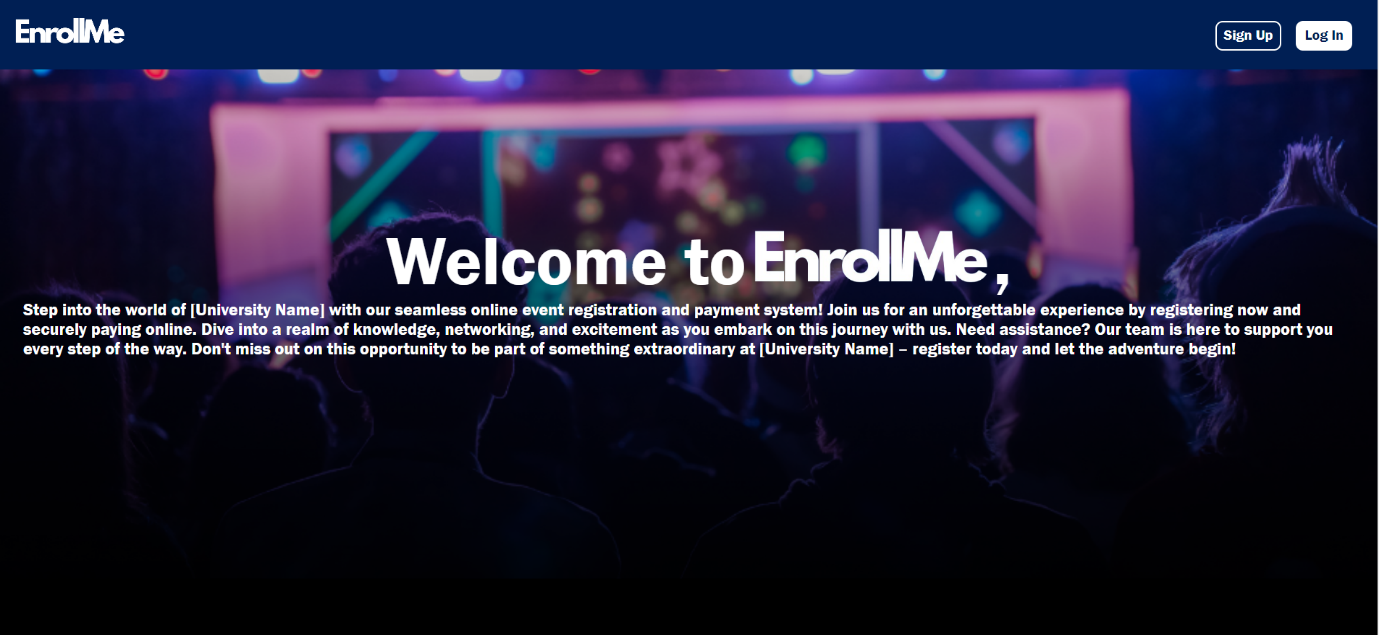 EnrollMe
Sign Up
Log In
Welcome to EnrollMe,
Step into the world of [University Name] with our seamless online event registration and payment system! Join us for an unforgettable experience by registering now and
securely paying online. Dive into a realm of knowledge, networking, and excitement as you embark on this journey with us. Need assistance? Our team is here to support you
every step of the way. Don't miss out on this opportunity to be part of something extraordinary at [University Name] – register today and let the adventure begin!